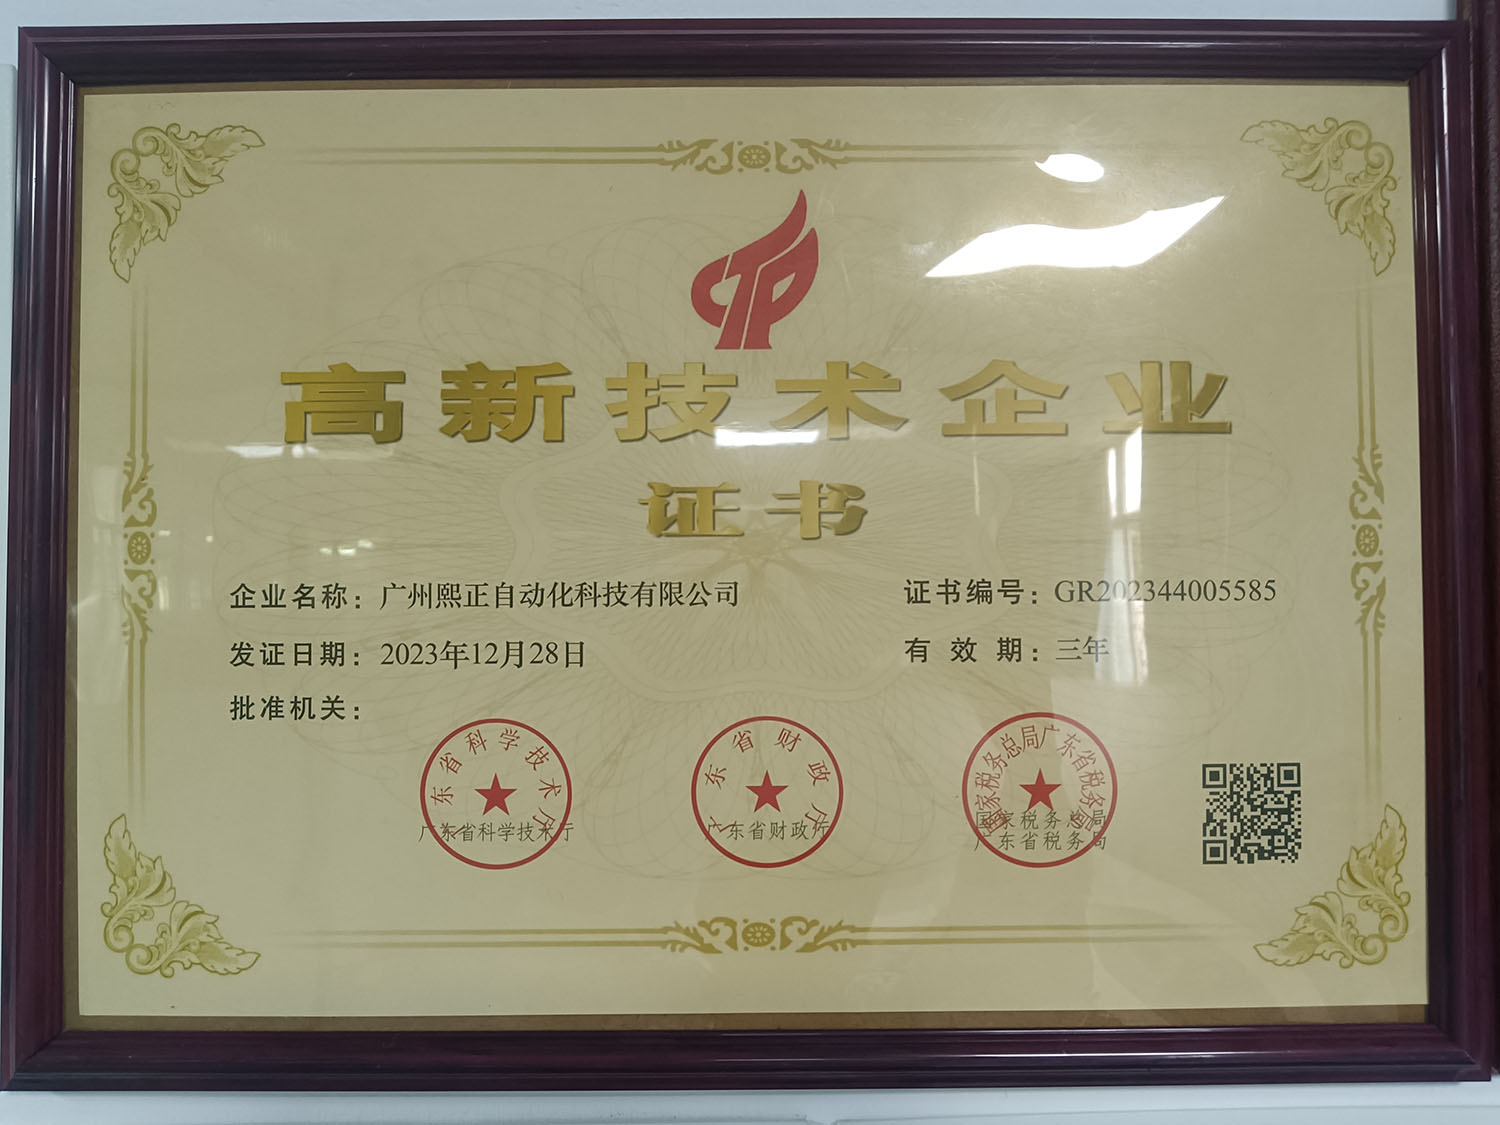 高新技术企业
证书
企业名称：广州熙正自动化科技有限公司
证书编号：GR202344005585
发证日期：2023年12月28日
有效期：三年
批准机关：
广东省科学技术厅
广东省科学技术厅
广东省财政厅
广东省财政厅
国家税务总局广东省税务局
国家税务总局
广东省税务局